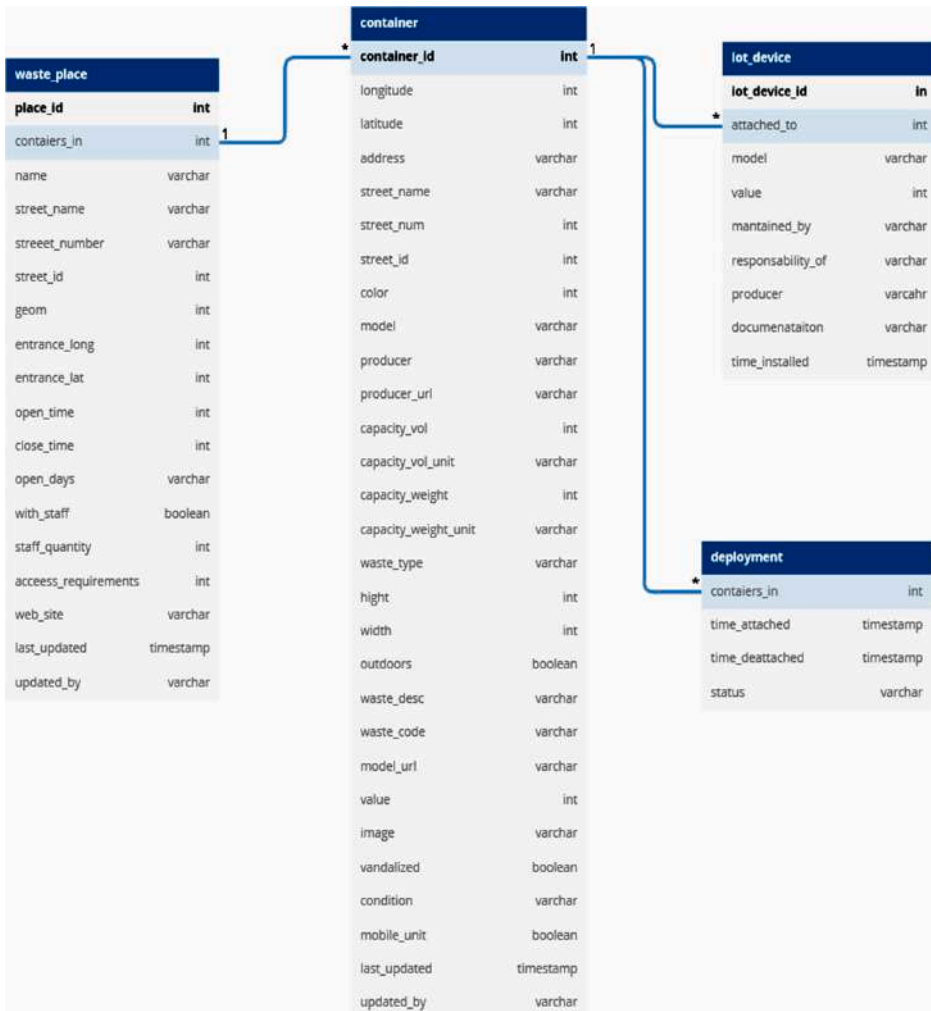 waste_place
place_id int
contaiers_in int
name varchar
street_name varchar
streeet_number varchar
street_id int
geom int
entrance_long int
entrance_lat int
open_time int
close_time int
open_days varchar
with_staff boolean
staff_quantity int
acceess_requirements int
web_site varchar
last_updated timestamp
updated_by varchar
1
*
container
container_id int
longitude int
latitude int
address varchar
street_name varchar
street_num int
street_id int
color int
model varchar
producer varchar
producer_url varchar
capacity_vol int
capacity_vol_unit varchar
capacity_weight int
capacity_weight_unit varchar
waste_type varchar
hight int
width int
outdoors boolean
waste_desc varchar
waste_code varchar
model_url varchar
value int
image varchar
vandalized boolean
condition varchar
mobile_unit boolean
last_updated timestamp
updated_by varchar
1
*
iot_device
iot_device_id in
attached_to int
model varchar
value int
mantained_by varchar
responsability_of varchar
producer varcahr
documenataiton varchar
time_installed timestamp
*
deployment
contaiers_in int
time_attached timestamp
time_deattached timestamp
status varchar